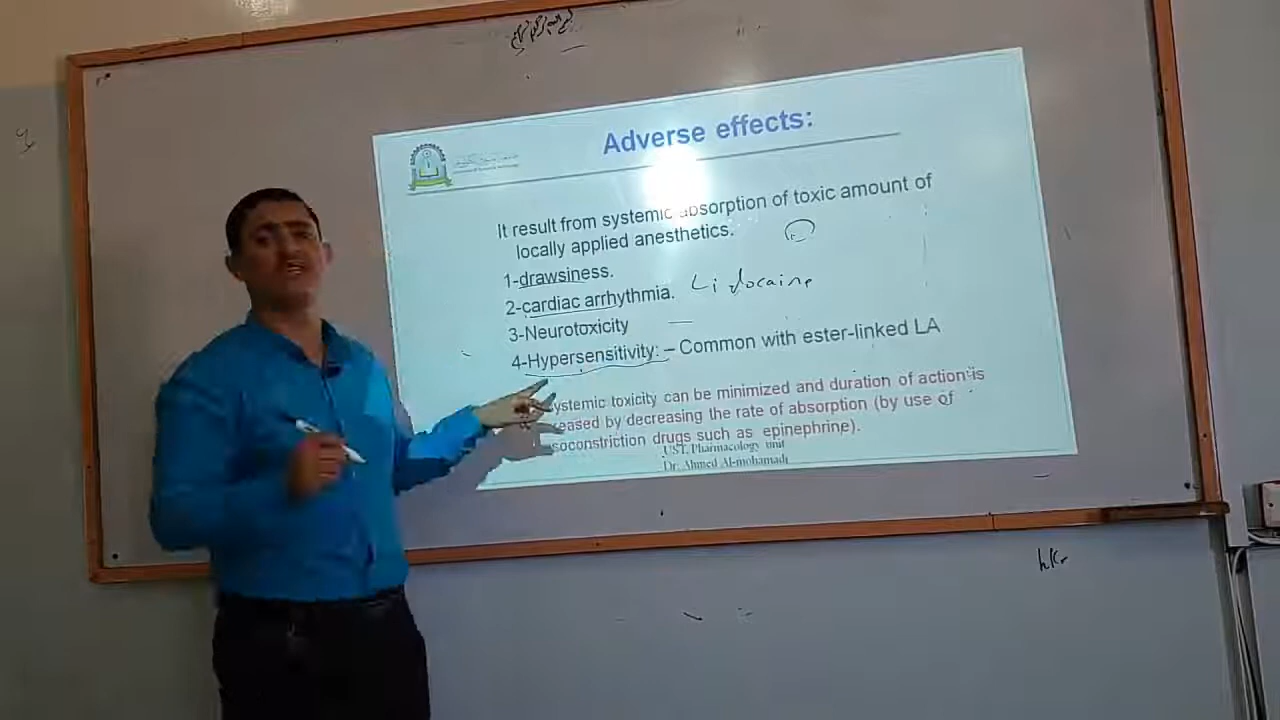 Adverse effects:
It result from systemic absorption of toxic amount of
locally applied anesthetics.
1-drawsiness.
2-cardiac arrhythmia. Lidocaine
3-Neurotoxicity
4-Hypersensitivity: – Common with ester-linked LA
ystemic toxicity can be minimized and duration of action is
eased by decreasing the rate of absorption (by use of
soconstriction drugs such as epinephrine).
UST, Pharmacology unit
Dr. Ahmed Al-mohamadi